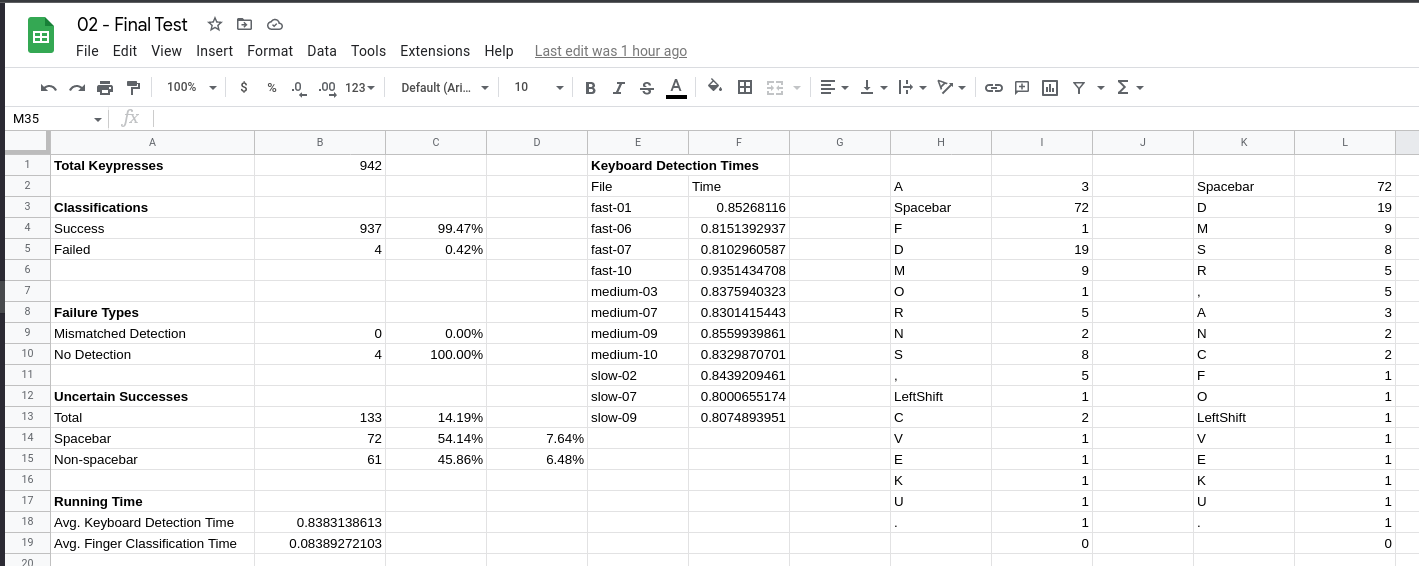 02 - Final Test
File Edit View Insert Format Data Tools Extensions Help Last edit was 1 hour ago
100% $ % .0 .00 123 Default (Ari... 10 B I S A
M35 fx
A B C D E F G H I J K L
1 Total Keypresses 942 Keyboard Detection Times
2 File Time A 3 Spacebar 72
3 Classifications fast-01 0.85268116 Spacebar 72 D 19
4 Success 937 99.47% fast-06 0.8151392937 F 1 M 9
5 Failed 4 0.42% fast-07 0.8102960587 D 19 S 8
6 fast-10 0.9351434708 M 9 R 5
7 medium-03 0.8375940323 O 1 , 5
8 Failure Types medium-07 0.8301415443 R 5 A 3
9 Mismatched Detection 0 0.00% medium-09 0.8559939861 N 2 N 2
10 No Detection 4 100.00% medium-10 0.8329870701 S 8 C 2
11 slow-02 0.8439209461 , 5 F 1
12 Uncertain Successes slow-07 0.8000655174 LeftShift 1 O 1
13 Total 133 14.19% slow-09 0.8074893951 C 2 LeftShift 1
14 Spacebar 72 54.14% 7.64% V 1 V 1
15 Non-spacebar 61 45.86% 6.48% E 1 E 1
16 K 1 K 1
17 Running Time U 1 U 1
18 Avg. Keyboard Detection Time 0.8383138613 . 1 . 1
19 Avg. Finger Classification Time 0.08389272103 0 0
20